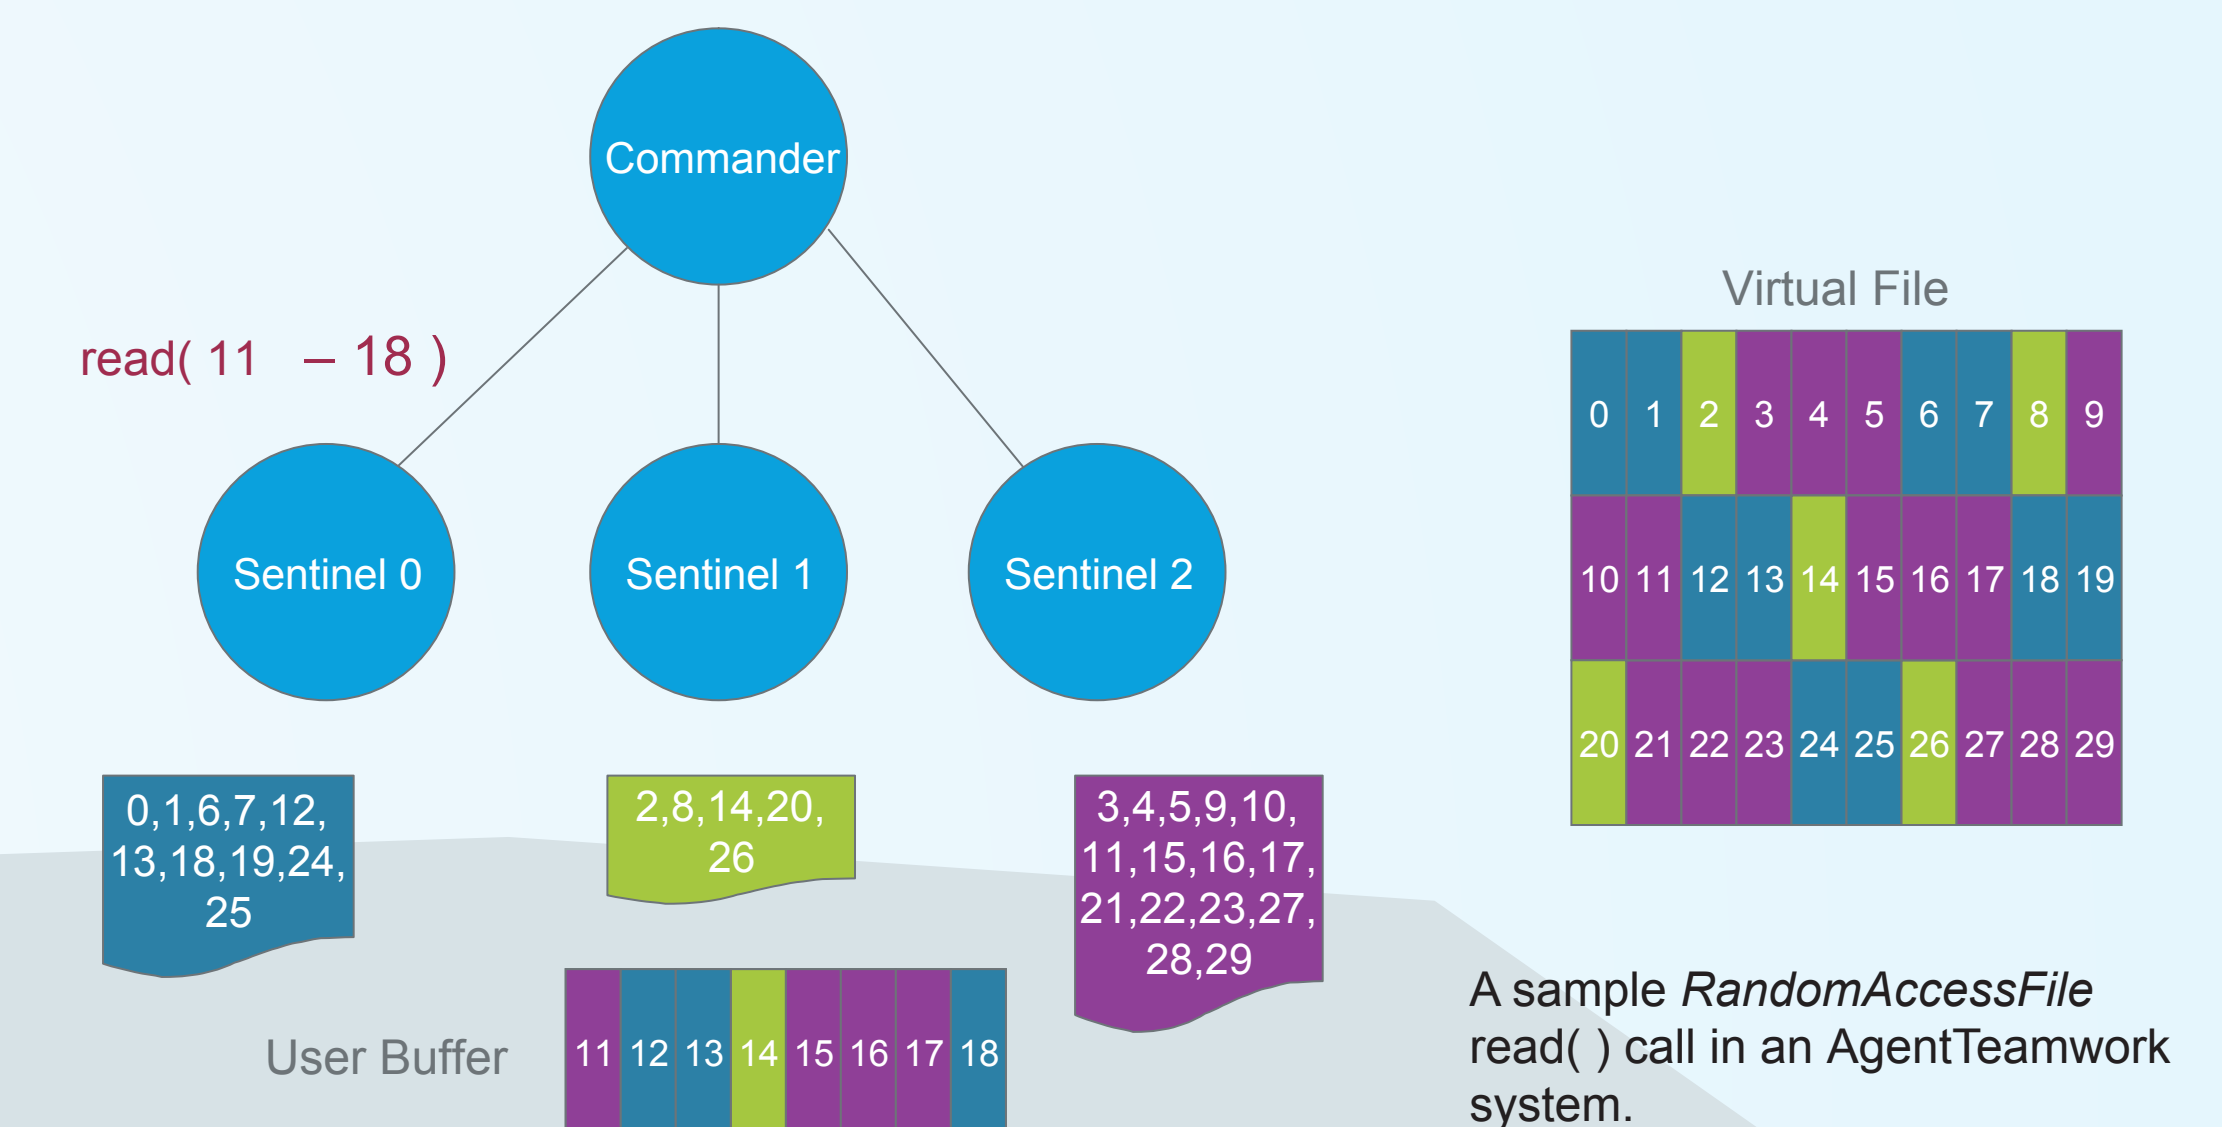 Commander
read( 11 – 18 )
Sentinel 0
Sentinel 1
Sentinel 2
0,1,6,7,12,
13,18,19,24,
25
2,8,14,20,
26
3,4,5,9,10,
11,15,16,17,
21,22,23,27,
28,29
User Buffer
11 12 13 14 15 16 17 18
Virtual File
0 1 2 3 4 5 6 7 8 9
10 11 12 13 14 15 16 17 18 19
20 21 22 23 24 25 26 27 28 29
A sample RandomAccessFile
read( ) call in an AgentTeamwork
system.